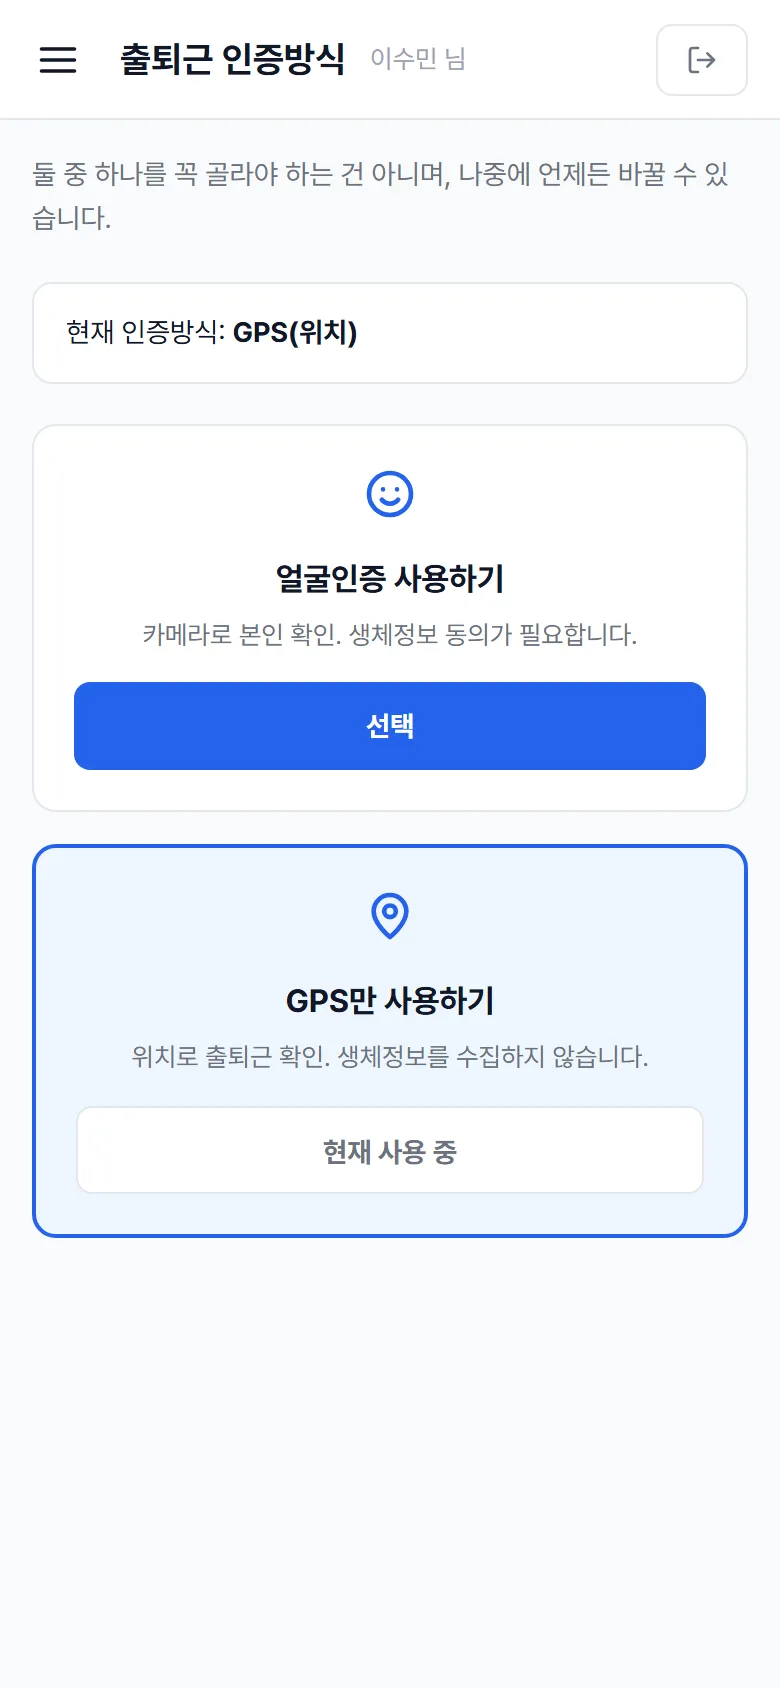 출퇴근 인증방식 이수민 님
둘 중 하나를 꼭 골라야 하는 건 아니며, 나중에 언제든 바꿀 수 있
습니다.
현재 인증방식: GPS(위치)
얼굴인증 사용하기
카메라로 본인 확인. 생체정보 동의가 필요합니다.
선택
GPS만 사용하기
위치로 출퇴근 확인. 생체정보를 수집하지 않습니다.
현재 사용 중